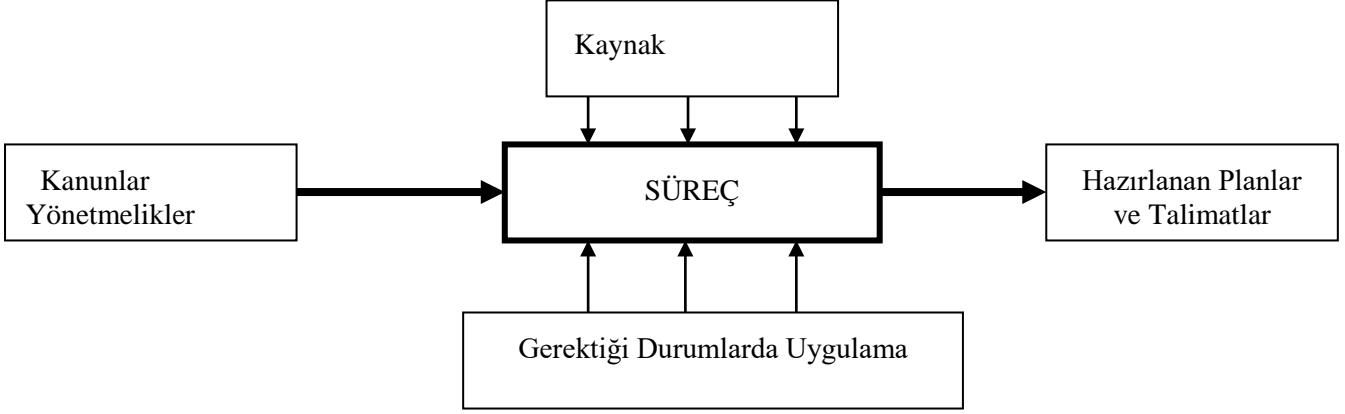 Kaynak
Kanunlar
Yönetmelikler
SÜREÇ
Hazırlanan Planlar
ve Talimatlar
Gerektiği Durumlarda Uygulama